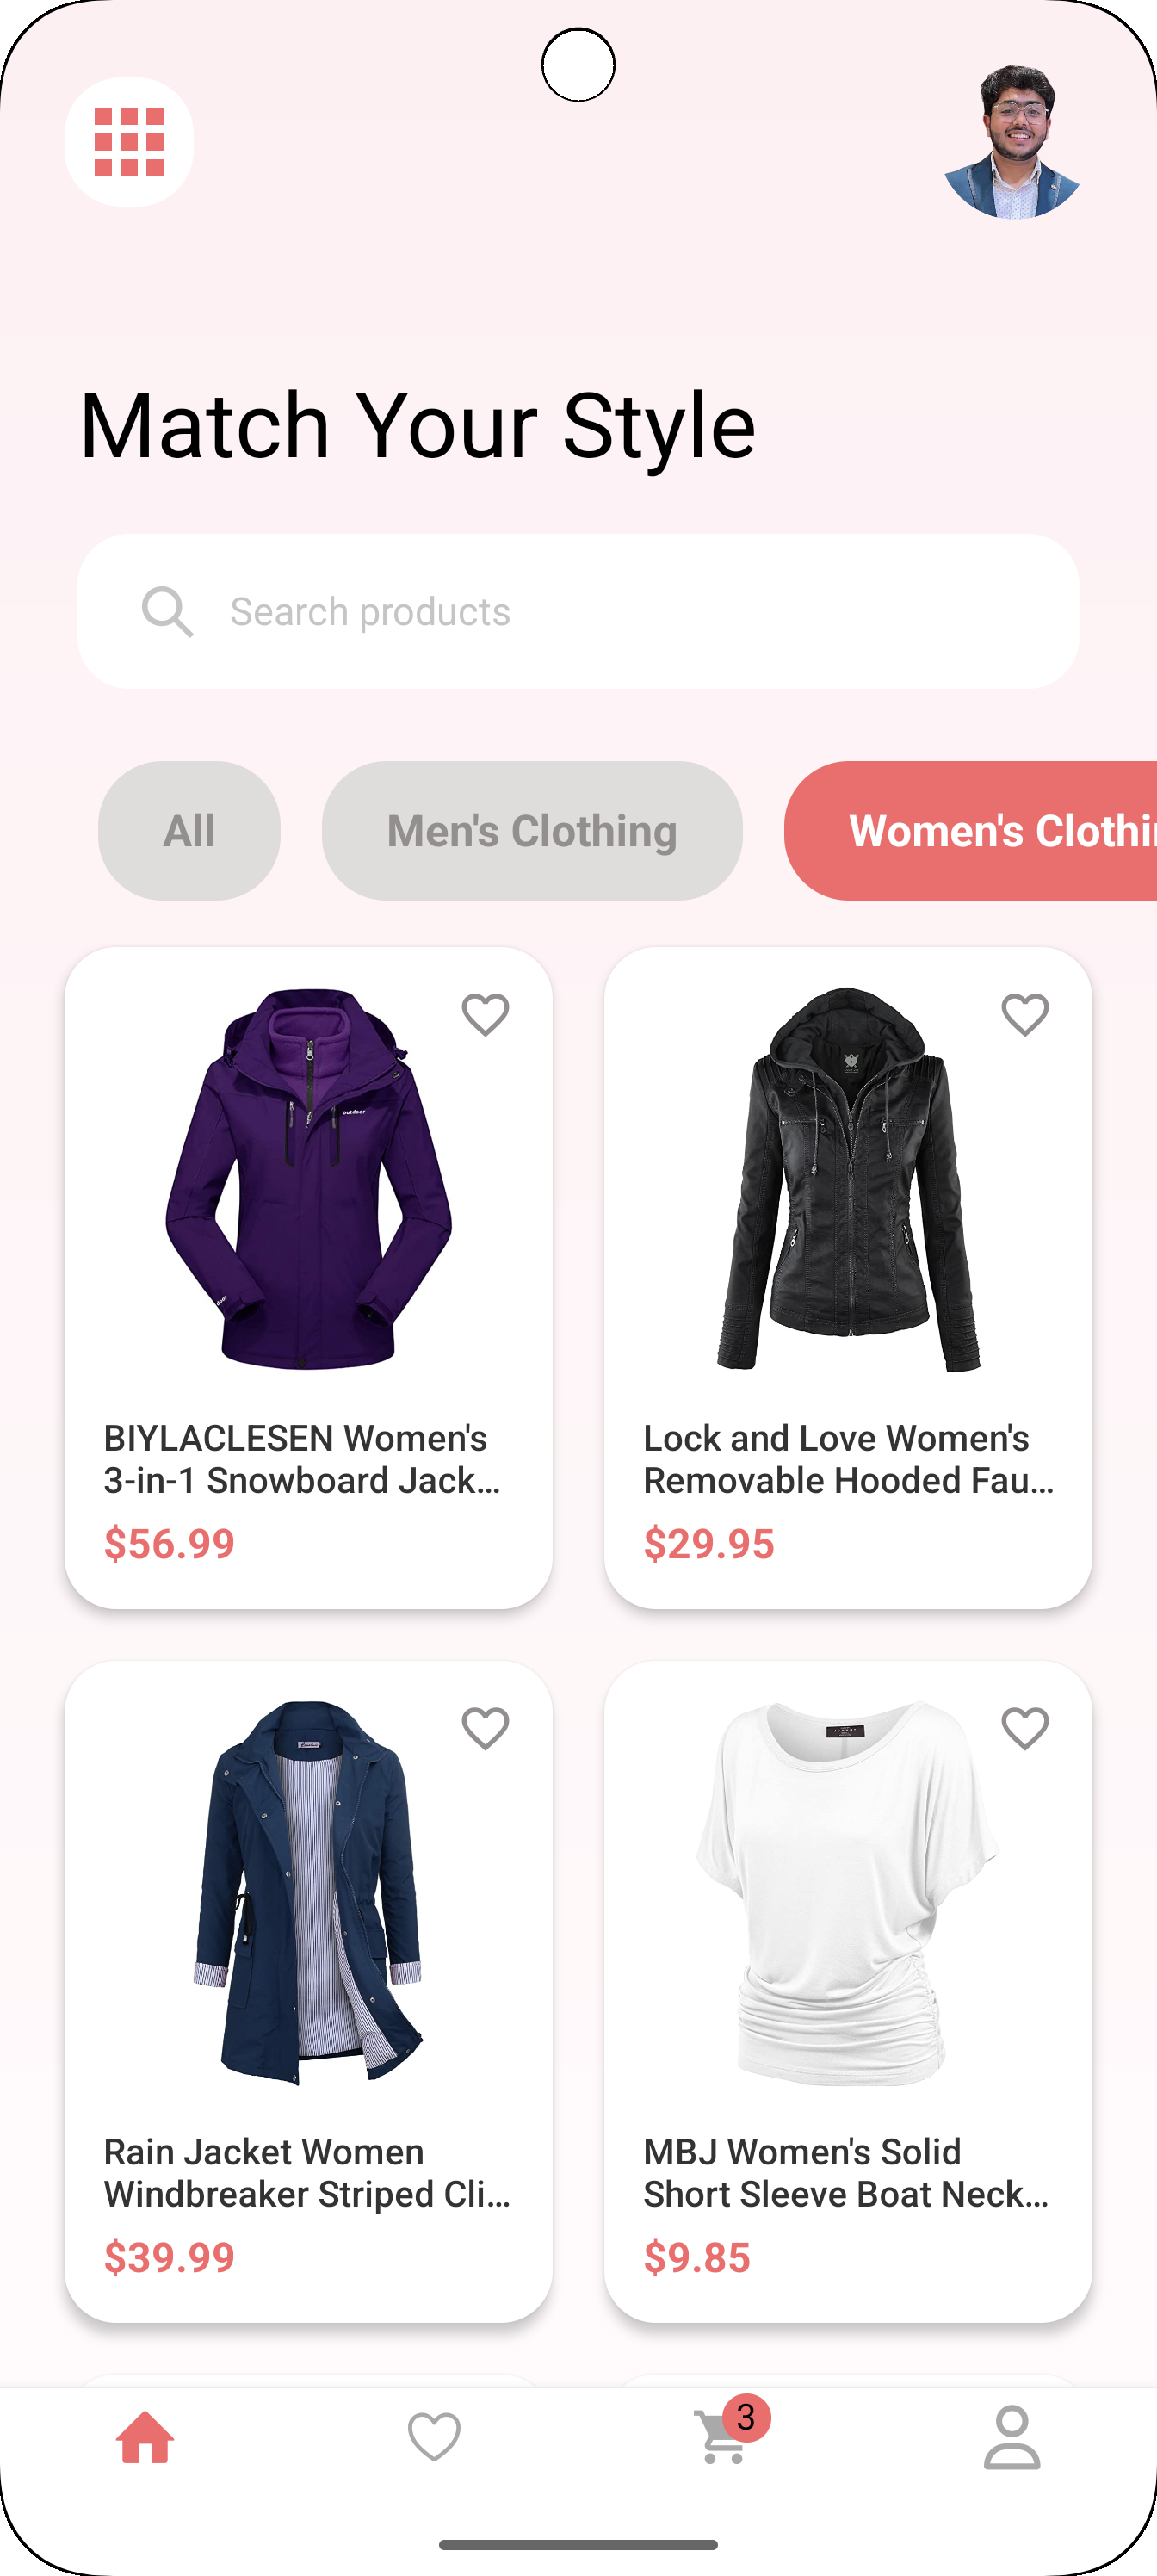 Match Your Style
Search products
All
Men's Clothing
Women's Clothi
outdoor
BIYLACLESEN Women's
3-in-1 Snowboard Jack...
$56.99
Lock and Love Women's
Removable Hooded Fau...
$29.95
Rain Jacket Women
Windbreaker Striped Cli...
$39.99
MBJ Women's Solid
Short Sleeve Boat Neck...
$9.85
3